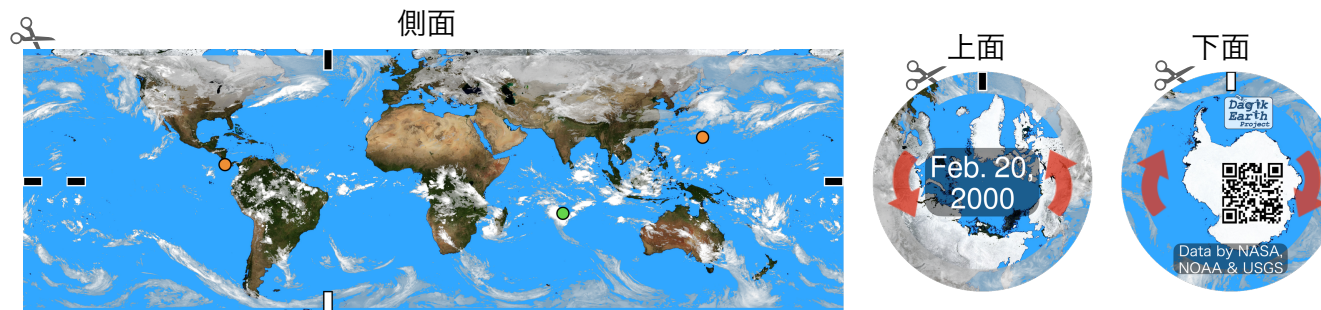 側面
上面
下面
Feb. 20,
2000
Dagik
Earth
Project
Data by NASA,
NOAA & USGS